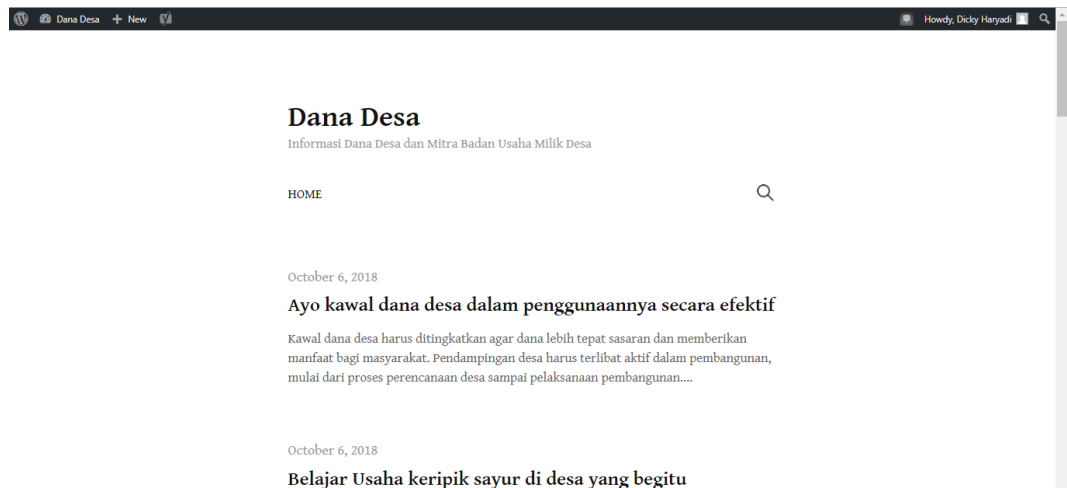 Dana Desa + New Howdy, Dicky Haryadi
Dana Desa
Informasi Dana Desa dan Mitra Badan Usaha Milik Desa
HOME
October 6, 2018
Ayo kawal dana desa dalam penggunaannya secara efektif
Kawal dana desa harus ditingkatkan agar dana lebih tepat sasaran dan memberikan
manfaat bagi masyarakat. Pendampingan desa harus terlibat aktif dalam pembangunan,
mulai dari proses perencanaan desa sampai pelaksanaan pembangunan....
October 6, 2018
Belajar Usaha keripik sayur di desa yang begitu